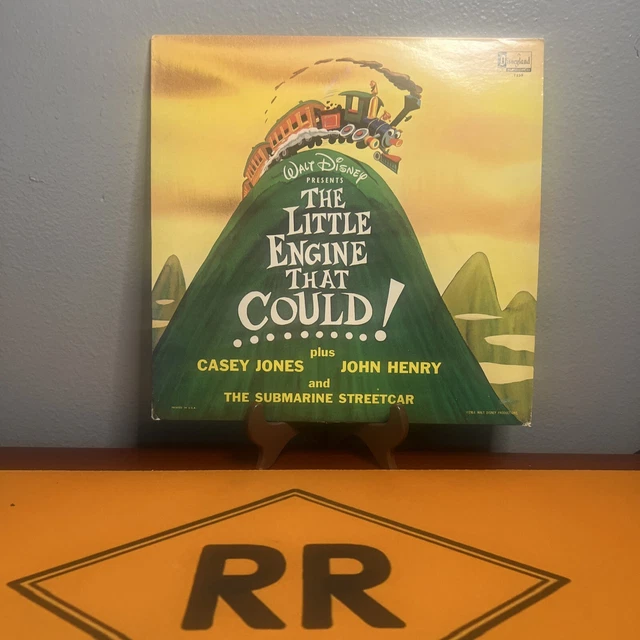 Disneyland
WALT DISNEY
PRESENTS
THE
LITTLE
ENGINE
THAT
COULD!
plus
CASEY JONES JOHN HENRY
and
THE SUBMARINE STREETCAR
RR